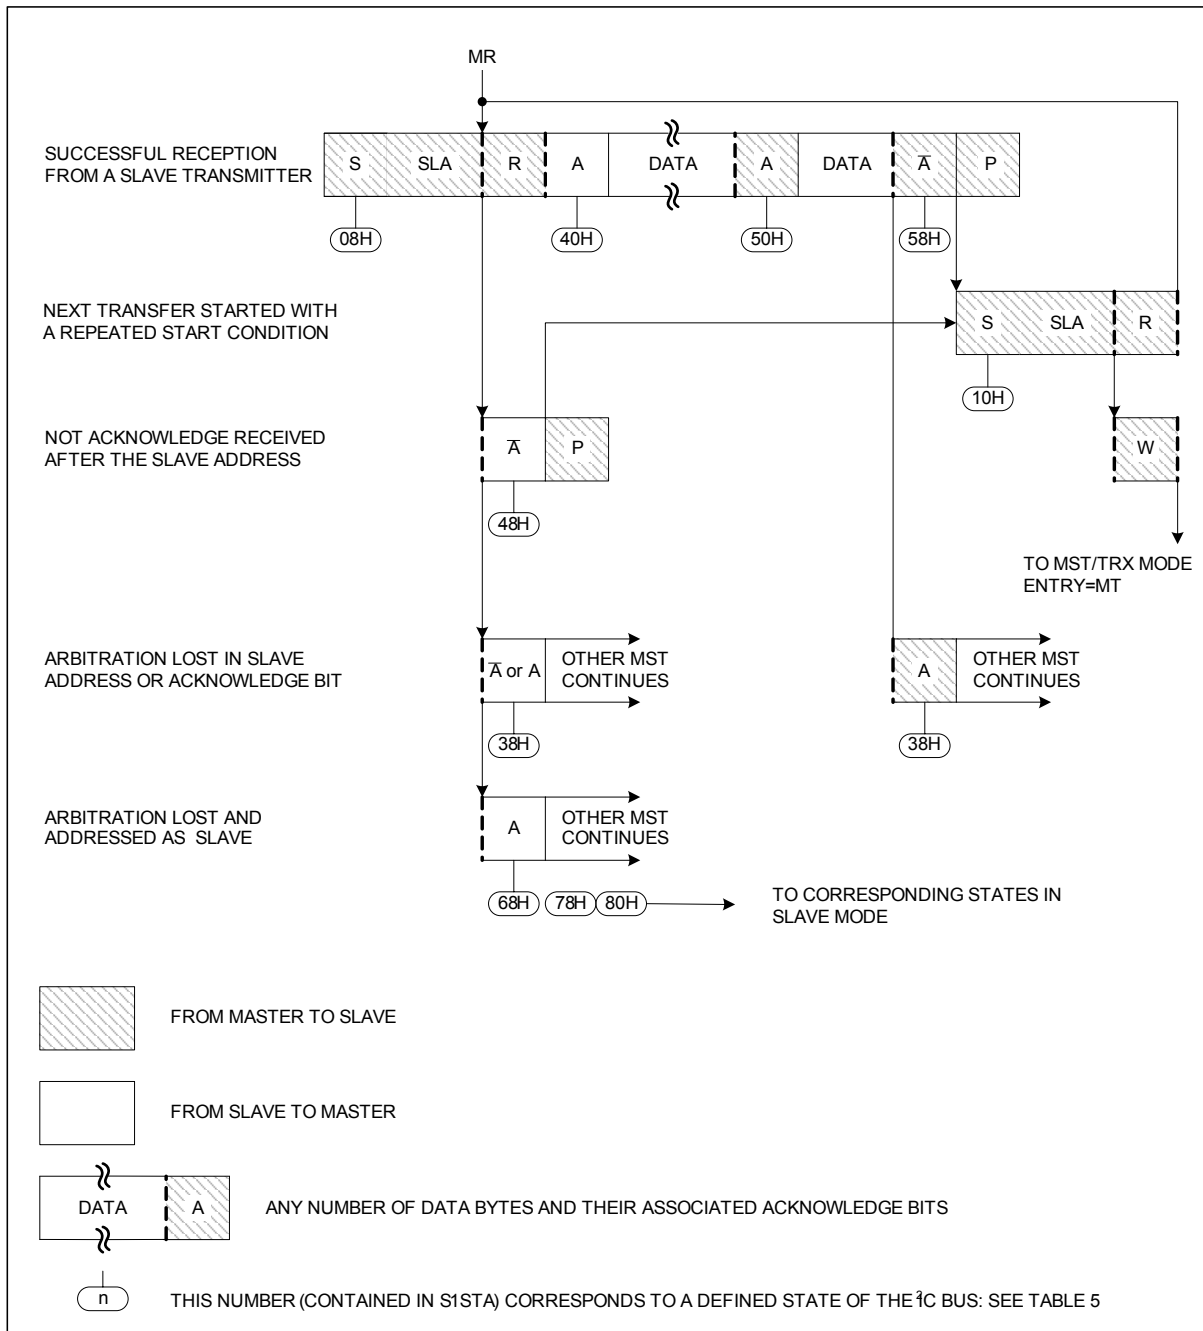 MR
SUCCESSFUL RECEPTION
FROM A SLAVE TRANSMITTER
S SLA R A DATA A DATA A̅ P
08H 40H 50H 58H
NEXT TRANSFER STARTED WITH
A REPEATED START CONDITION
S SLA R
10H
NOT ACKNOWLEDGE RECEIVED
AFTER THE SLAVE ADDRESS
A̅ P
W
48H
TO MST/TRX MODE
ENTRY=MT
ARBITRATION LOST IN SLAVE
ADDRESS OR ACKNOWLEDGE BIT
A̅ or A
OTHER MST
CONTINUES
A
OTHER MST
CONTINUES
38H 38H
ARBITRATION LOST AND
ADDRESSED AS SLAVE
A
OTHER MST
CONTINUES
68H 78H 80H
TO CORRESPONDING STATES IN
SLAVE MODE
FROM MASTER TO SLAVE
FROM SLAVE TO MASTER
DATA A
ANY NUMBER OF DATA BYTES AND THEIR ASSOCIATED ACKNOWLEDGE BITS
n
THIS NUMBER (CONTAINED IN S1STA) CORRESPONDS TO A DEFINED STATE OF THE I²C BUS: SEE TABLE 5